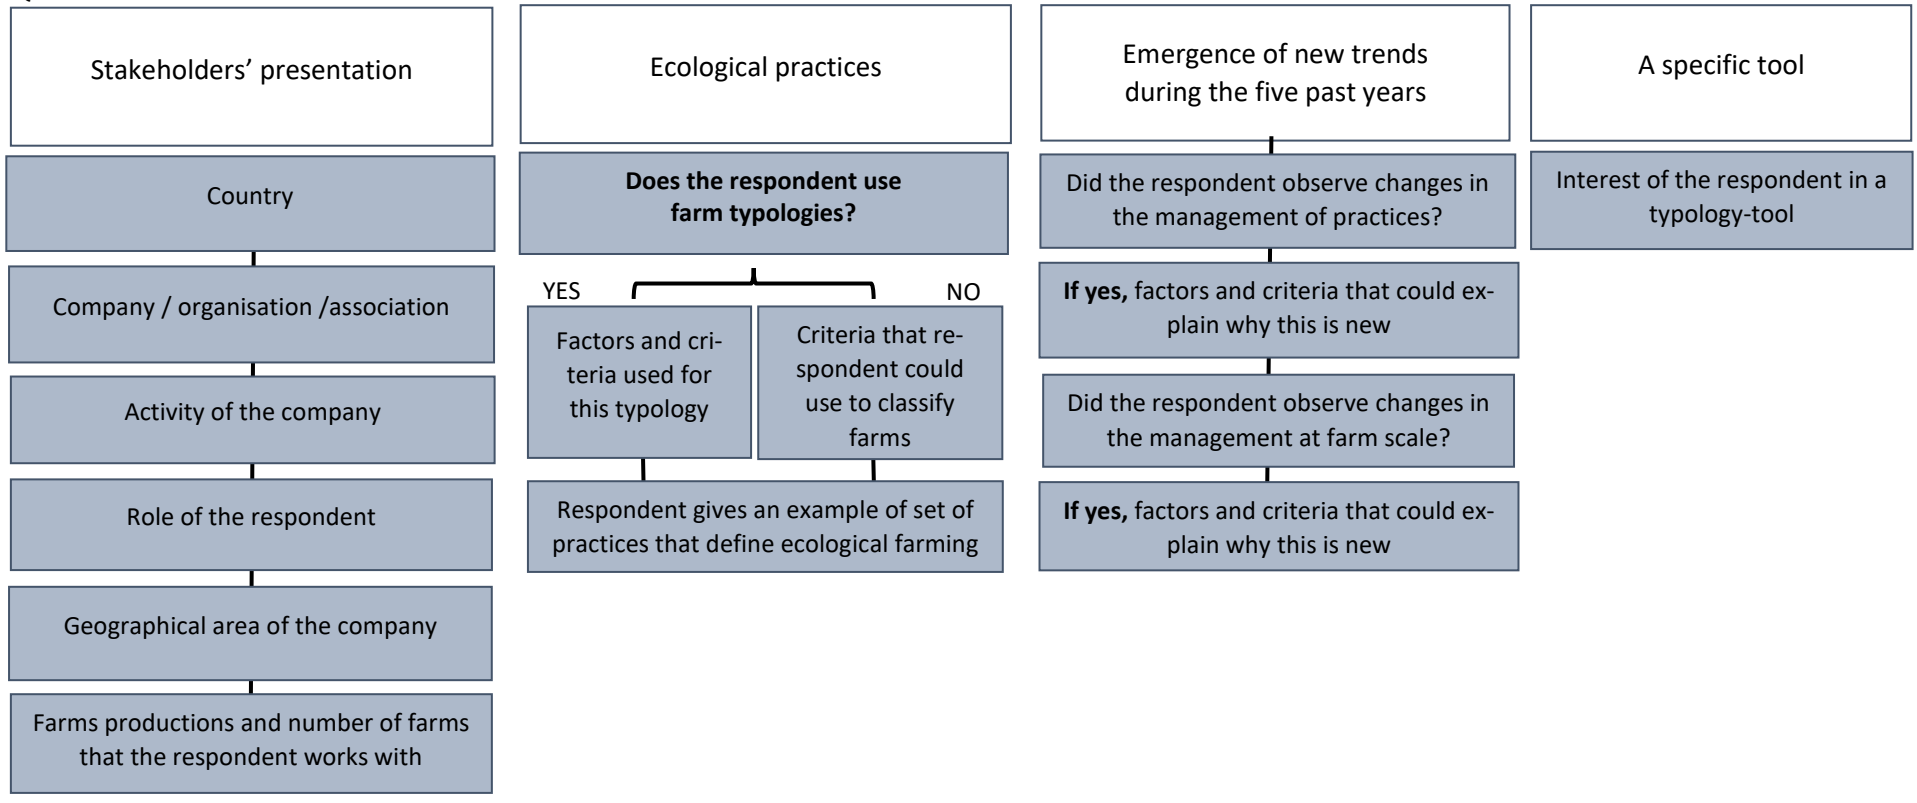 Stakeholders’ presentation
Country
Company / organisation /association
Activity of the company
Role of the respondent
Geographical area of the company
Farms productions and number of farms
that the respondent works with
Ecological practices
Does the respondent use
farm typologies?
YES
NO
Factors and cri-
teria used for
this typology
Criteria that re-
spondent could
use to classify
farms
Respondent gives an example of set of
practices that define ecological farming
Emergence of new trends
during the five past years
Did the respondent observe changes in
the management of practices?
If yes, factors and criteria that could ex-
plain why this is new
Did the respondent observe changes in
the management at farm scale?
If yes, factors and criteria that could ex-
plain why this is new
A specific tool
Interest of the respondent in a
typology-tool